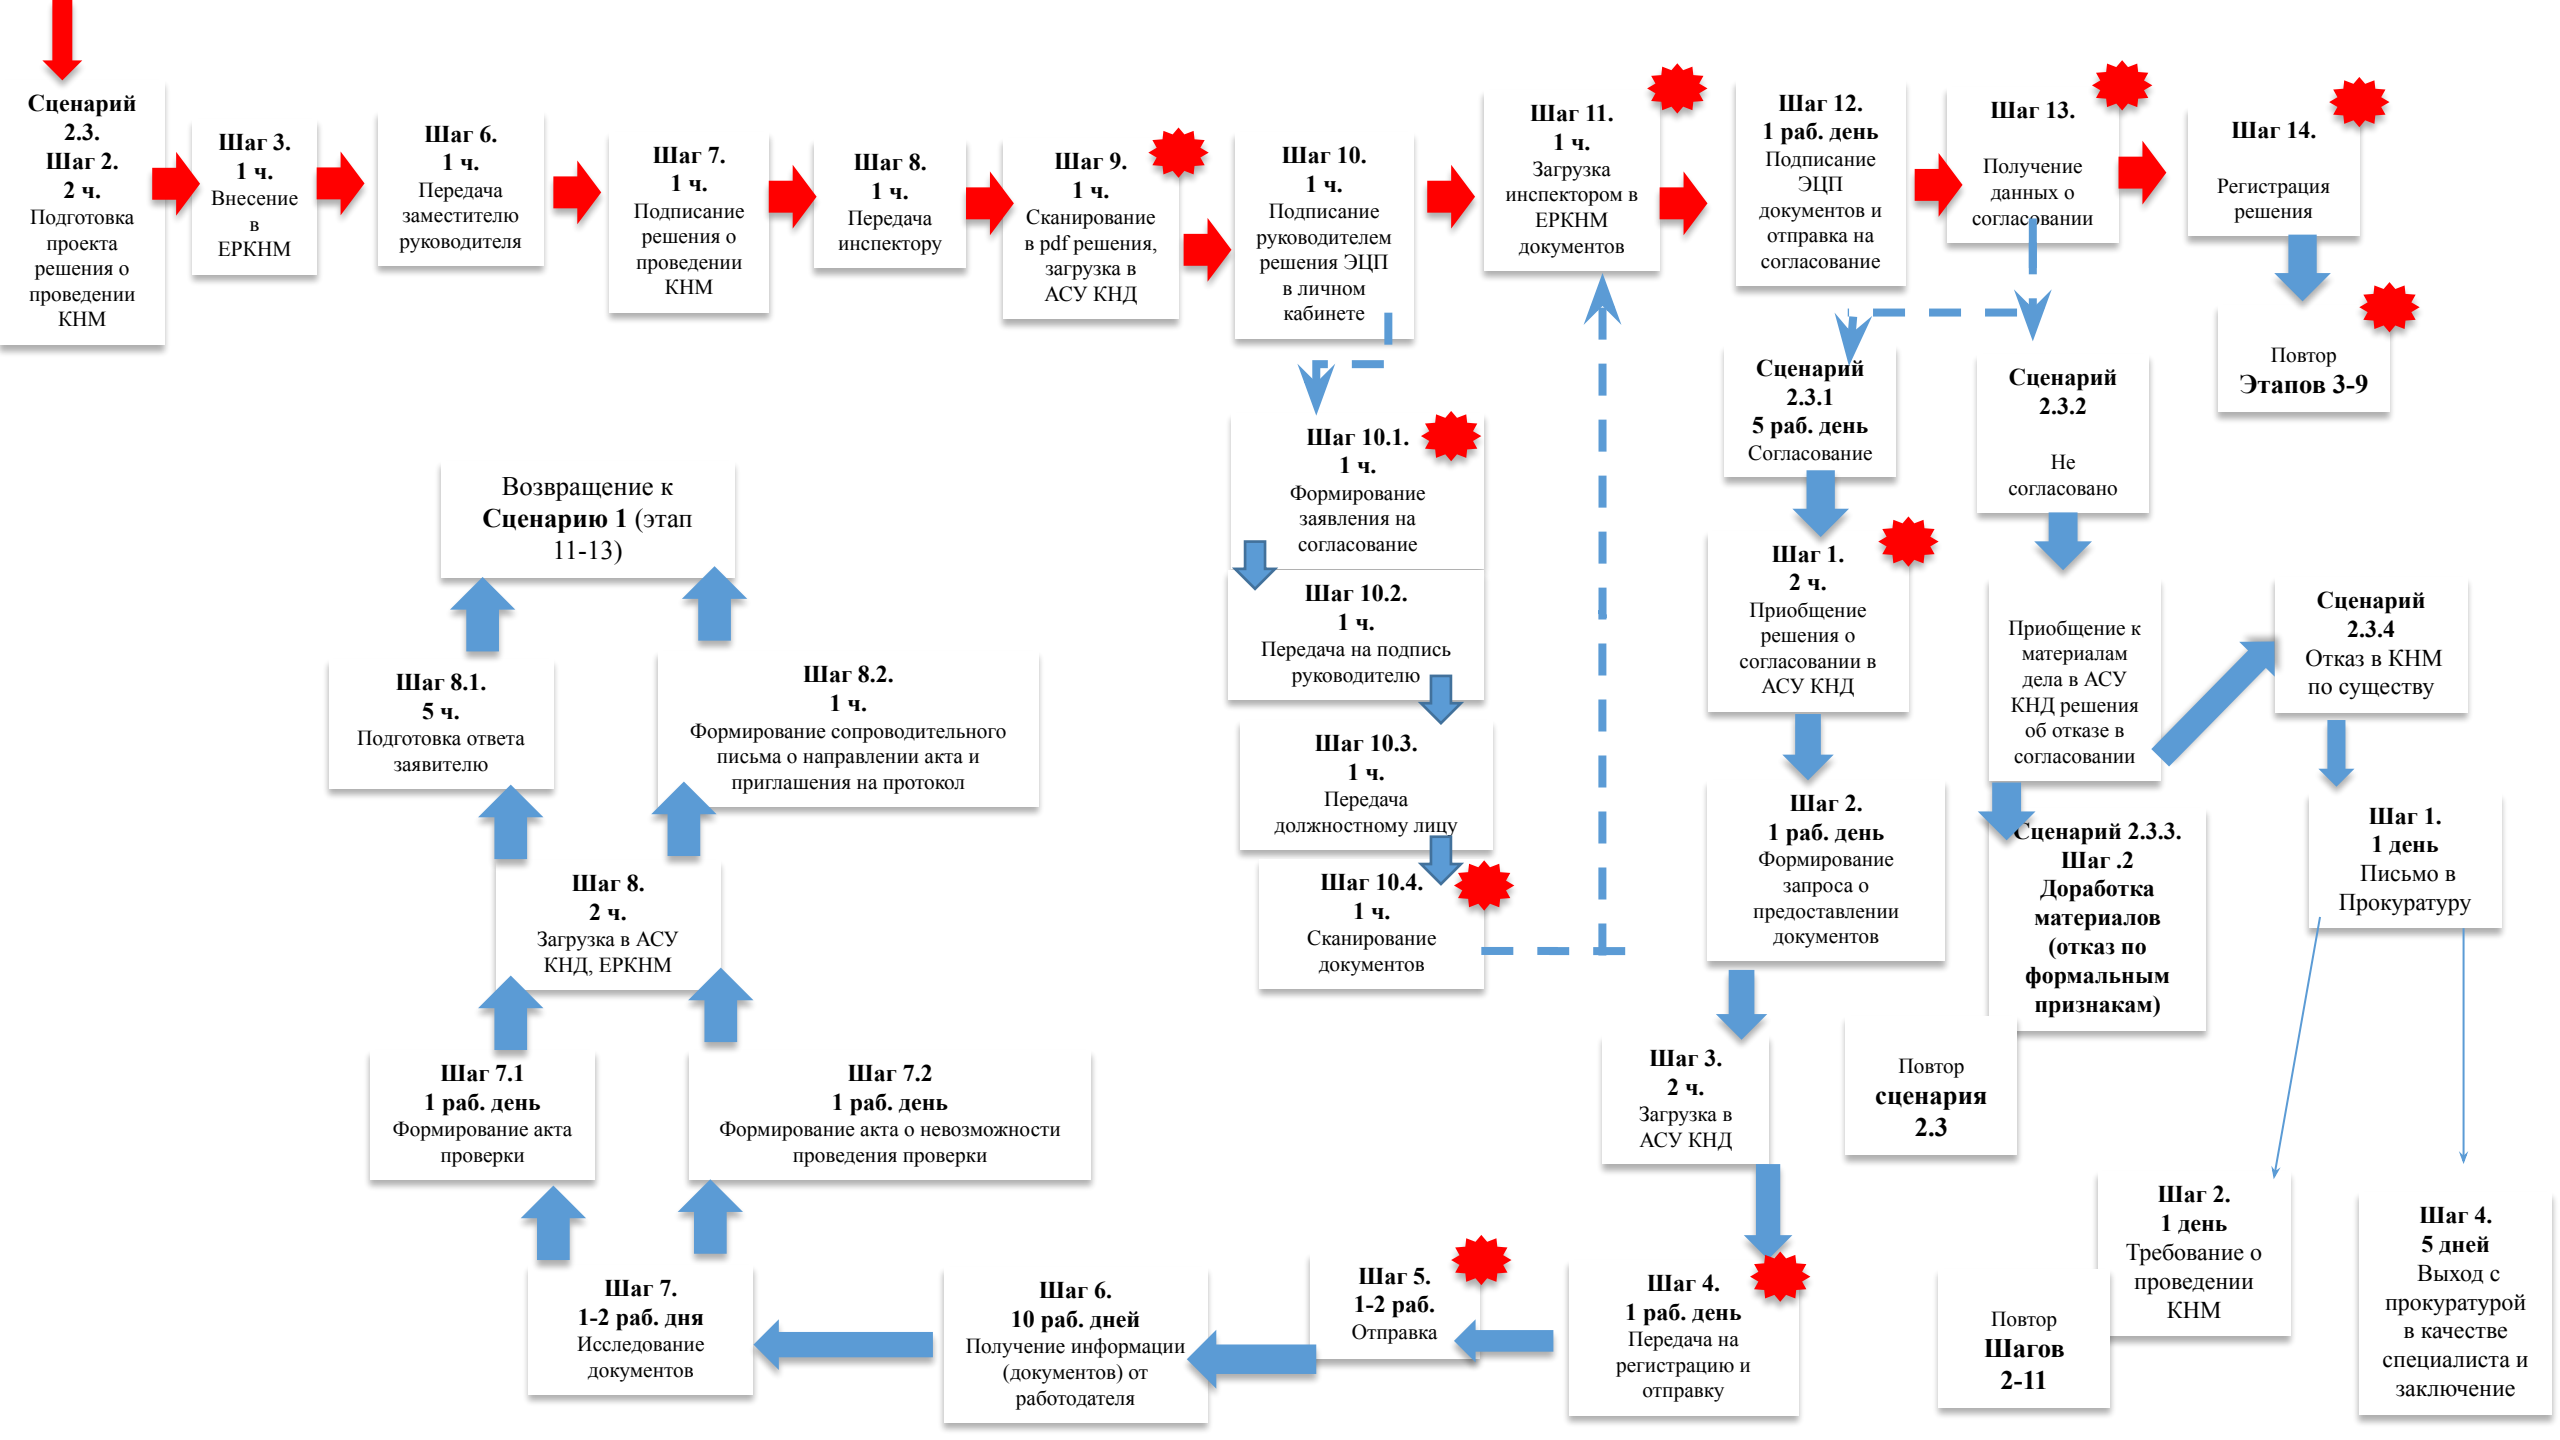 Сценарий
2.3.
Шаг 2.
2 ч.
Подготовка
проекта
решения о
проведении
КНМ
Шаг 3.
1 ч.
Внесение
в
ЕРКНМ
Шаг 6.
1 ч.
Передача
заместителю
руководителя
Шаг 7.
1 ч.
Подписание
решения о
проведении
КНМ
Шаг 8.
1 ч.
Передача
инспектору
Шаг 9.
1 ч.
Сканирование
в pdf решения,
загрузка в
АСУ КНД
Шаг 10.
1 ч.
Подписание
руководителем
решения ЭЦП
в личном
кабинете
Шаг 11.
1 ч.
Загрузка
инспектором в
ЕРКНМ
документов
Шаг 12.
1 раб. день
Подписание
ЭЦП
документов и
отправка на
согласование
Шаг 13.
Получение
данных о
согласовании
Шаг 14.
Регистрация
решения
Повтор
Этапов 3-9
Сценарий
2.3.1
5 раб. день
Согласование
Сценарий
2.3.2
Не
согласовано
Шаг 10.1.
1 ч.
Формирование
заявления на
согласование
Шаг 10.2.
1 ч.
Передача на подпись
руководителю
Шаг 10.3.
1 ч.
Передача
должностному лицу
Шаг 10.4.
1 ч.
Сканирование
документов
Возвращение к
Сценарию 1 (этап
11-13)
Шаг 8.1.
5 ч.
Подготовка ответа
заявителю
Шаг 8.2.
1 ч.
Формирование сопроводительного
письма о направлении акта и
приглашения на протокол
Шаг 8.
2 ч.
Загрузка в АСУ
КНД, ЕРКНМ
Шаг 7.1
1 раб. день
Формирование акта
проверки
Шаг 7.2
1 раб. день
Формирование акта о невозможности
проведения проверки
Шаг 7.
1-2 раб. дня
Исследование
документов
Шаг 6.
10 раб. дней
Получение информации
(документов) от
работодателя
Шаг 5.
1-2 раб.
Отправка
Шаг 4.
1 раб. день
Передача на
регистрацию и
отправку
Шаг 1.
2 ч.
Приобщение
решения о
согласовании в
АСУ КНД
Шаг 2.
1 раб. день
Формирование
запроса о
предоставлении
документов
Шаг 3.
2 ч.
Загрузка в
АСУ КНД
Приобщение к
материалам
дела в АСУ
КНД решения
об отказе в
согласовании
Сценарий
2.3.4
Отказ в КНМ
по существу
Сценарий 2.3.3.
Шаг .2
Доработка
материалов
(отказ по
формальным
признакам)
Повтор
сценария
2.3
Шаг 1.
1 день
Письмо в
Прокуратуру
Шаг 2.
1 день
Требование о
проведении
КНМ
Повтор
Шагов
2-11
Шаг 4.
5 дней
Выход с
прокуратурой
в качестве
специалиста и
заключение